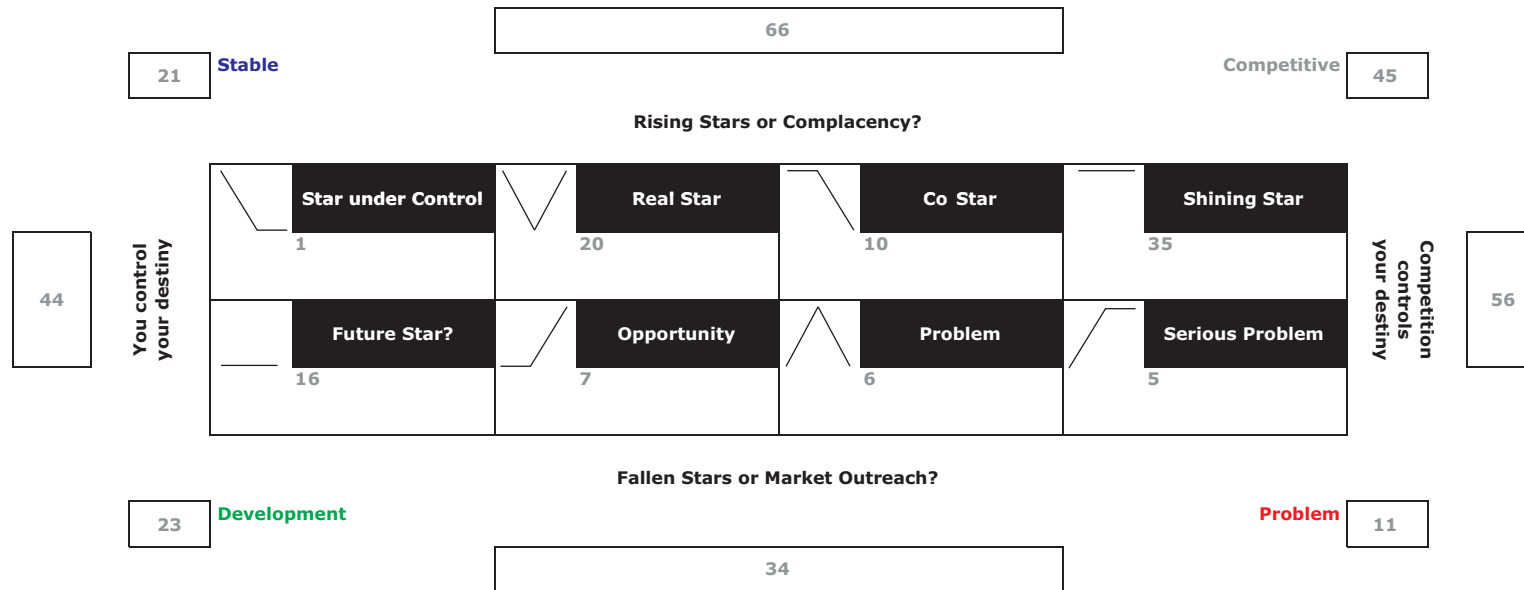 66
21 Stable
Competitive 45
Rising Stars or Complacency?
Star under Control
Real Star
Co Star
Shining Star
1
20
10
35
44
You control
your destiny
Competition
controls
your destiny
56
Future Star?
Opportunity
Problem
Serious Problem
16
7
6
5
Fallen Stars or Market Outreach?
23 Development
Problem 11
34